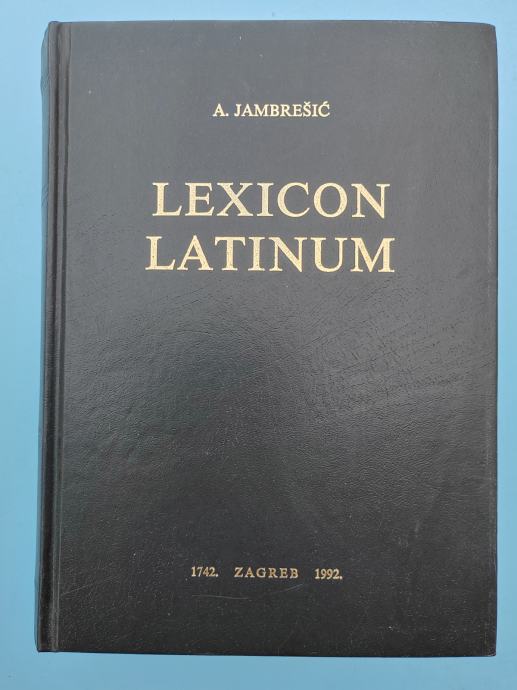 A. JAMBREŠIĆ
LEXICON
LATINUM
1742. ZAGREB 1992.